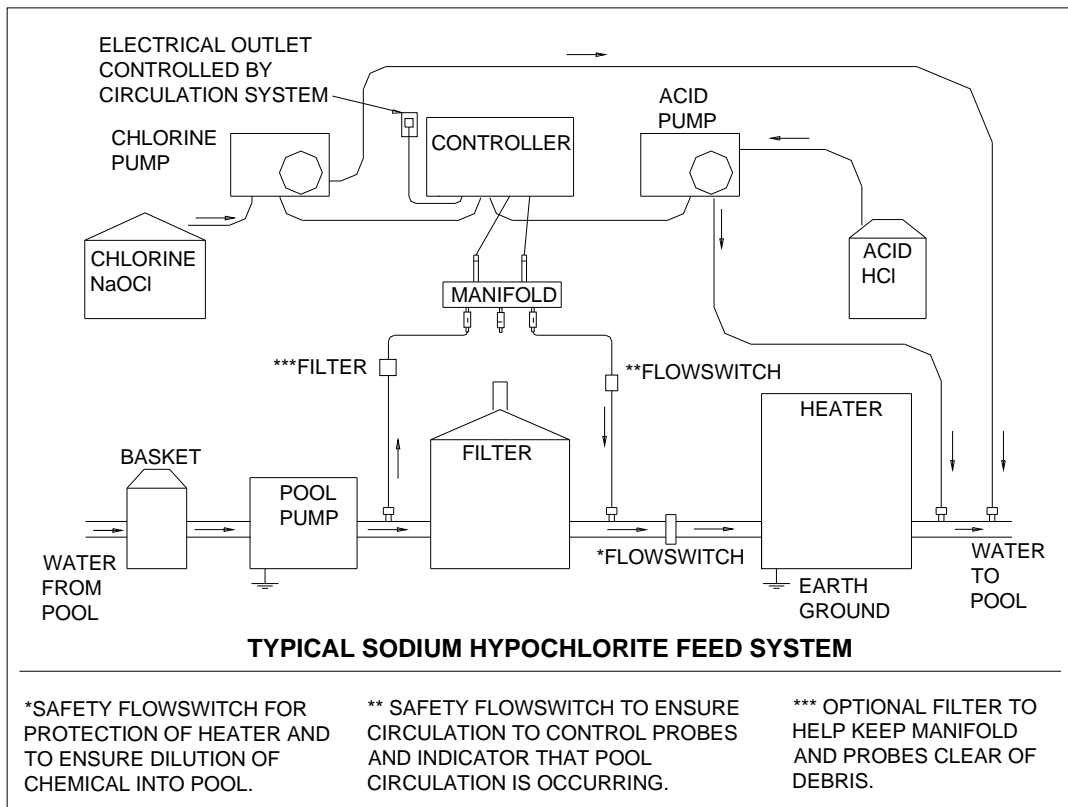 ELECTRICAL OUTLET
CONTROLLED BY
CIRCULATION SYSTEM
CHLORINE
PUMP
CONTROLLER
ACID
PUMP
CHLORINE
NaOCl
ACID
HCl
MANIFOLD
***FILTER
**FLOWSWITCH
HEATER
FILTER
BASKET
POOL
PUMP
*FLOWSWITCH
WATER
FROM
POOL
EARTH
GROUND
WATER
TO
POOL
TYPICAL SODIUM HYPOCHLORITE FEED SYSTEM
*SAFETY FLOWSWITCH FOR
PROTECTION OF HEATER AND
TO ENSURE DILUTION OF
CHEMICAL INTO POOL.
** SAFETY FLOWSWITCH TO ENSURE
CIRCULATION TO CONTROL PROBES
AND INDICATOR THAT POOL
CIRCULATION IS OCCURRING.
*** OPTIONAL FILTER TO
HELP KEEP MANIFOLD
AND PROBES CLEAR OF
DEBRIS.